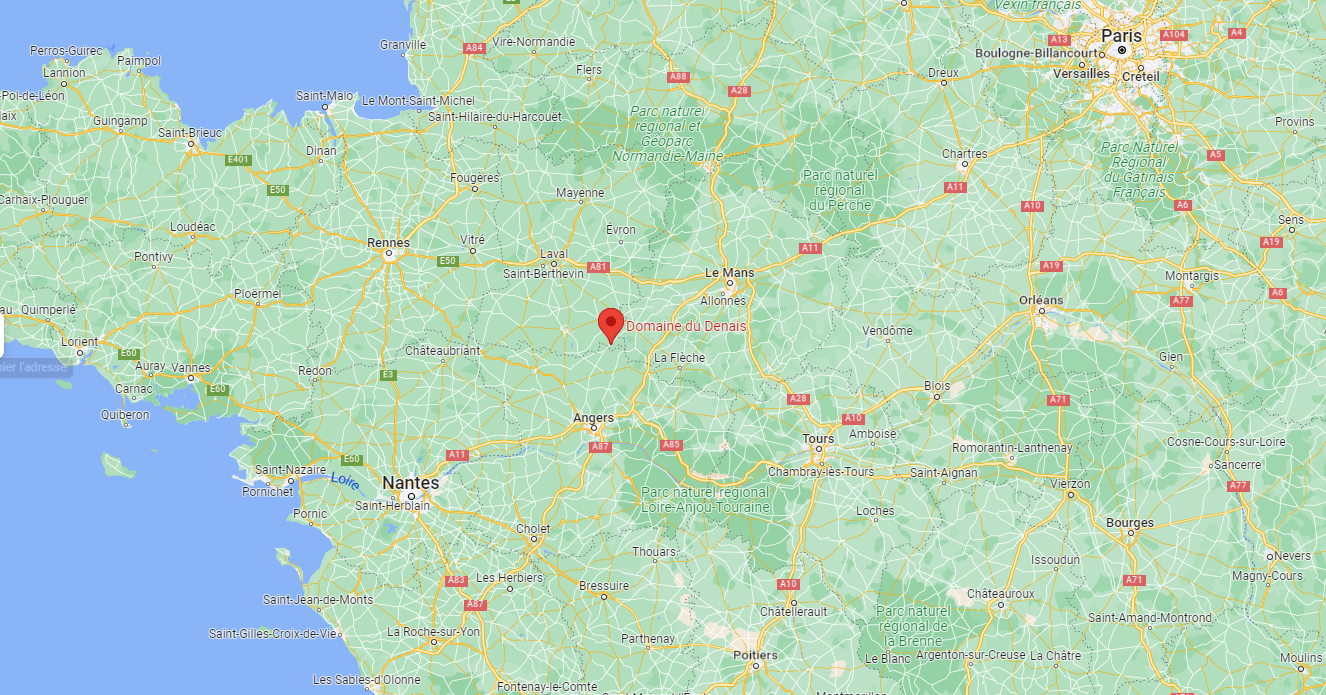 Vexin français
Paris
A13
A104
A4
Granville
A84
Vire-Normandie
Boulogne-Billancourt
Perros-Guirec
Paimpol
Lannion
Flers
A88
Dreux
Versailles
Créteil
-Pol-de-Léon
Saint-Malo
Le Mont-Saint-Michel
A28
Saint-Hilaire-du-Harcouët
Parc naturel
régional et
Géoparc
Normandie-Maine
laix
Guingamp
Saint-Brieuc
Provins
Dinan
E401
Chartres
Parc Naturel
Régional
du Gâtinais
Français
A5
E50
Fougères
Mayenne
Parc naturel
régional
du Perche
A11
Carhaix-Plouguer
A10
A6
Loudéac
Évron
Sens
Rennes
Vitré
A11
A19
Pontivy
E50
Laval
Saint-Berthevin
A81
Le Mans
A19
Montargis
Ploërmel
A6
Allonnes
A77
Orléans
au
Quimperlé
Domaine du Denais
Vendôme
Lorient
E60
Châteaubriant
La Flèche
Gien
pier l'adresse
Auray
Vannes
Redon
E3
Carnac
E60
Blois
Quiberon
A28
A71
Angers
A10
Tours
Amboise
A87
A85
Romorantin-Lanthenay
Cosne-Cours-sur-Loire
A11
E60
Saint-Nazaire
Loire
Nantes
Chambray-lès-Tours
Saint-Aignan
Sancerre
Pornichet
Vierzon
A77
Saint-Herblain
Parc naturel régional
Loire-Anjou-Touraine
Pornic
Loches
Cholet
Bourges
Thouars
Issoudun
Nevers
A83
Les Herbiers
Bressuire
A10
A71
Magny-Cours
Saint-Jean-de-Monts
A87
Châtellerault
Châteauroux
Parc naturel
régional de
la Brenne
Saint-Amand-Montrond
Saint-Gilles-Croix-de-Vie
La Roche-sur-Yon
Parthenay
Poitiers
Le Blanc
Argenton-sur-Creuse
La Châtre
Moulins
Les Sables-d'Olonne
Fontenay-le-Comte